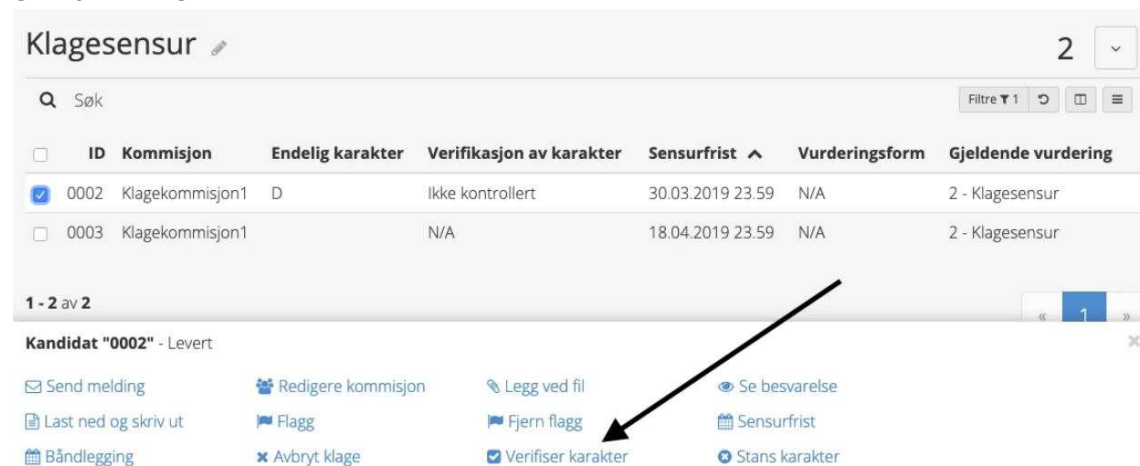 Klagesensur 2
Søk Filtre 1
ID Kommisjon Endelig karakter Verifikasjon av karakter Sensurfrist Vurderingsform Gjeldende vurdering
0002 Klagekommisjon1 D Ikke kontrollert 30.03.2019 23.59 N/A 2 - Klagesensur
0003 Klagekommisjon1 N/A 18.04.2019 23.59 N/A 2 - Klagesensur
1 - 2 av 2 « 1 »
Kandidat "0002" - Levert
Send melding Redigere kommisjon Legg ved fil Se besvarelse
Last ned og skriv ut Flagg Fjern flagg Sensurfrist
Båndlegging Avbryt klage Verifiser karakter Stans karakter